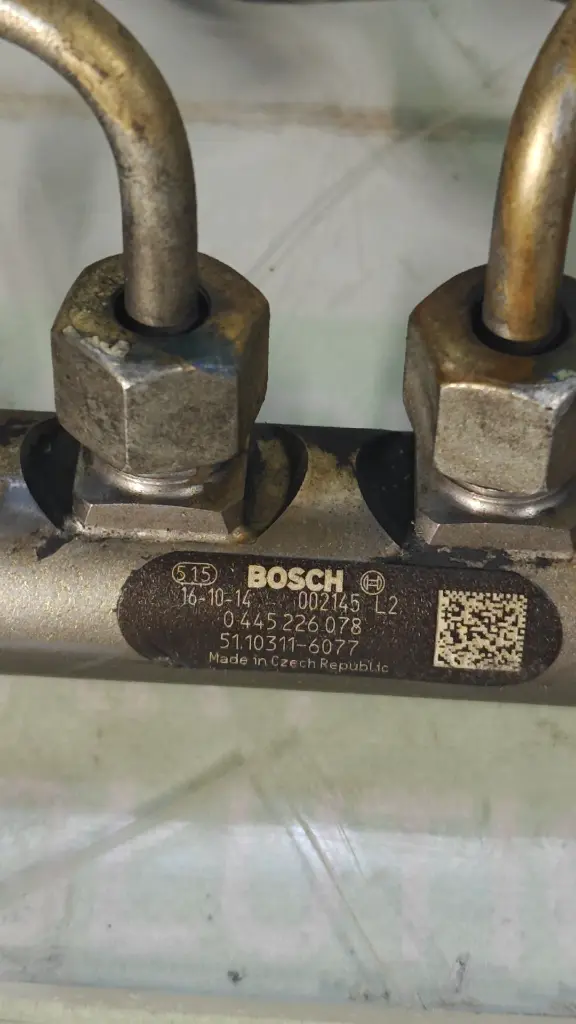 515 BOSCH
16-10-14 002145 L2
0 445 226 078
51.10311-6077
Made in Czech Republic